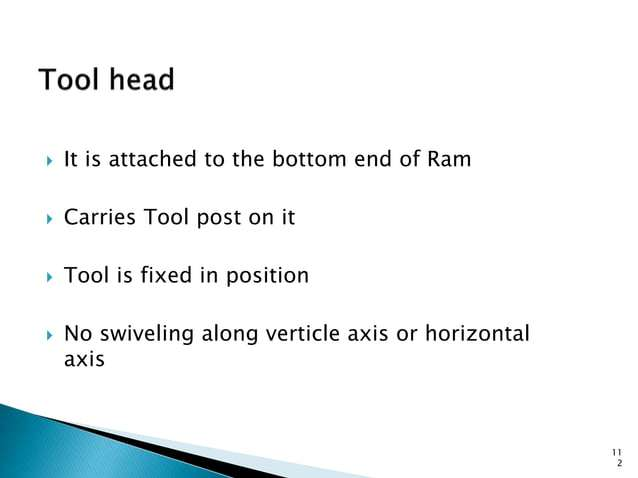 Tool head
It is attached to the bottom end of Ram
Carries Tool post on it
Tool is fixed in position
No swiveling along verticle axis or horizontal
axis
11
2